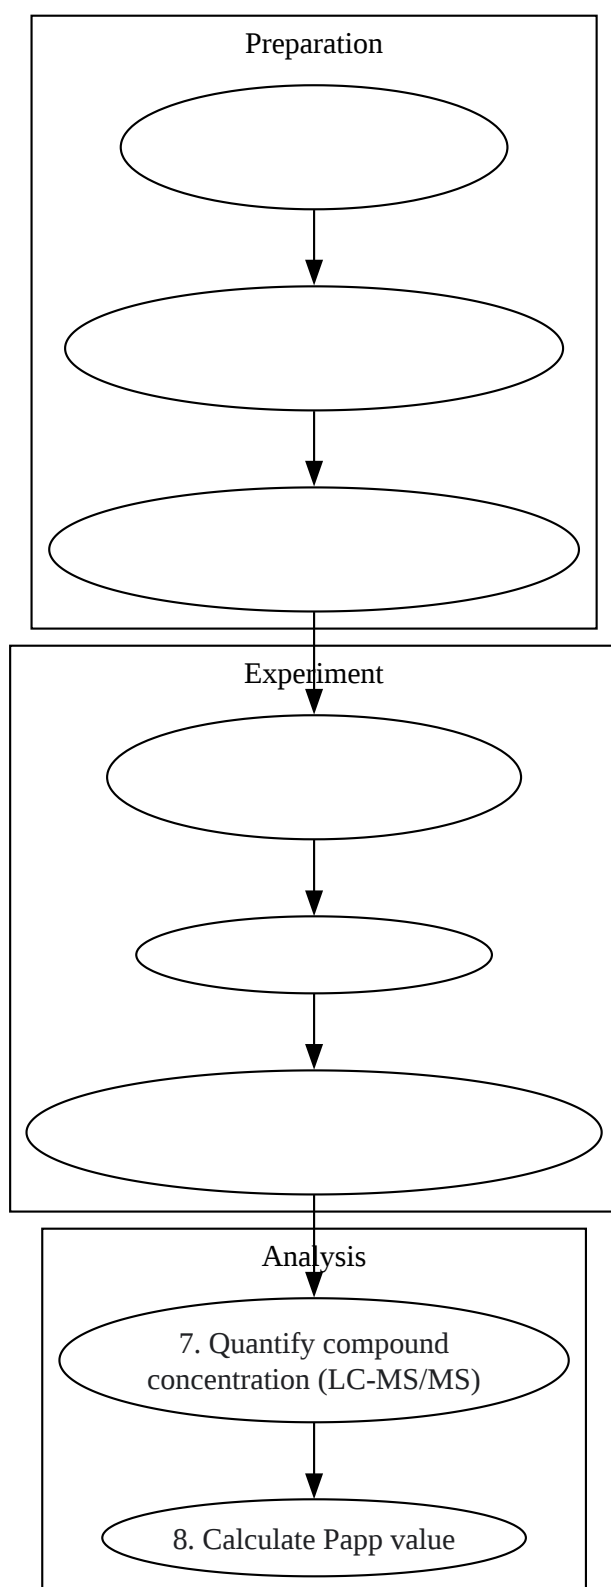 Preparation
Experiment
Analysis
7. Quantify compound
concentration (LC-MS/MS)
8. Calculate Papp value